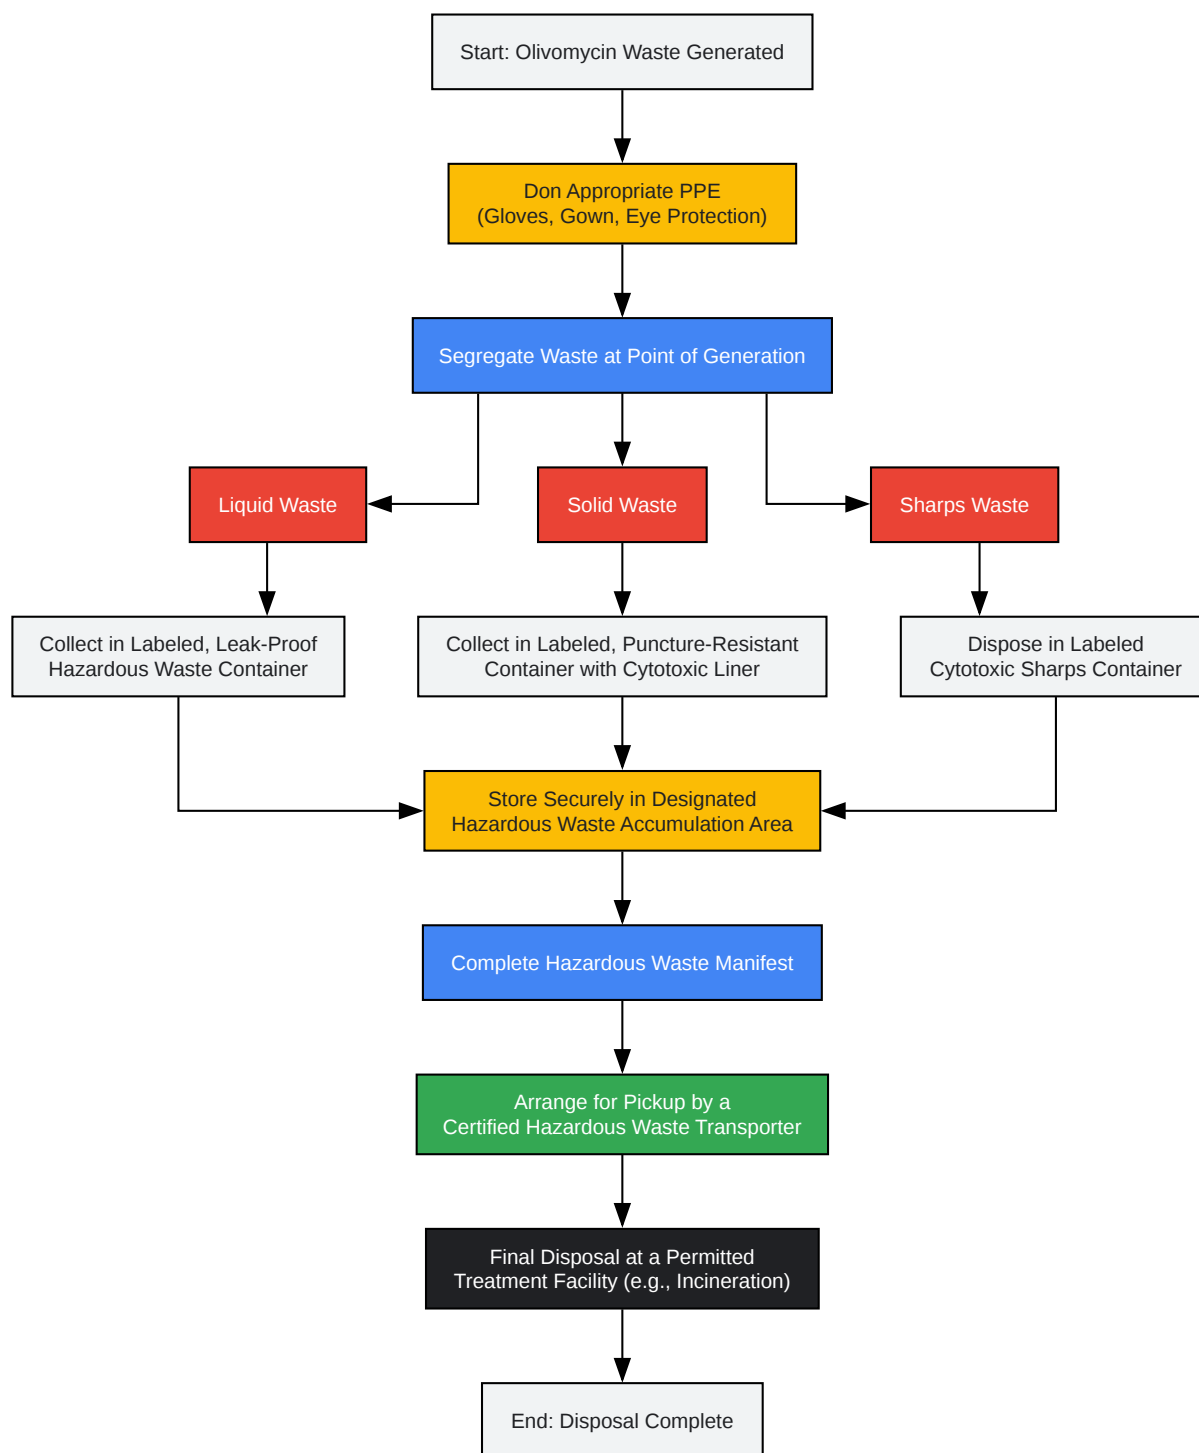 Start: Olivomycin Waste Generated
Don Appropriate PPE
(Gloves, Gown, Eye Protection)
Segregate Waste at Point of Generation
Liquid Waste
Solid Waste
Sharps Waste
Collect in Labeled, Leak-Proof
Hazardous Waste Container
Collect in Labeled, Puncture-Resistant
Container with Cytotoxic Liner
Dispose in Labeled
Cytotoxic Sharps Container
Store Securely in Designated
Hazardous Waste Accumulation Area
Complete Hazardous Waste Manifest
Arrange for Pickup by a
Certified Hazardous Waste Transporter
Final Disposal at a Permitted
Treatment Facility (e.g., Incineration)
End: Disposal Complete